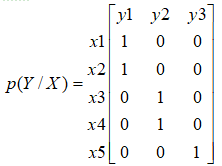 y1 y2 y3
x1 1 0 0
x2 1 0 0
p(Y / X) = x3 0 1 0
x4 0 1 0
x5 0 0 1